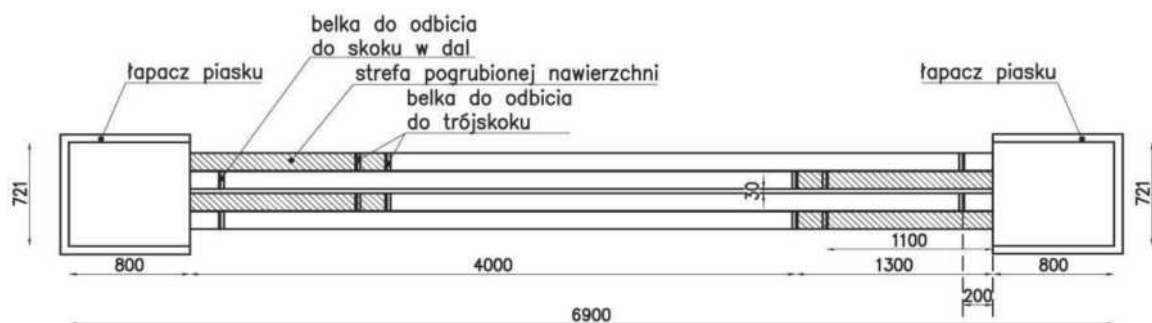 belka do odbicia
do skoku w dal
łapacz piasku
strefa pogrubionej nawierzchni
łapacz piasku
belka do odbicia
do trójskoku
721
30
721
1100
800
4000
1300
800
200
6900